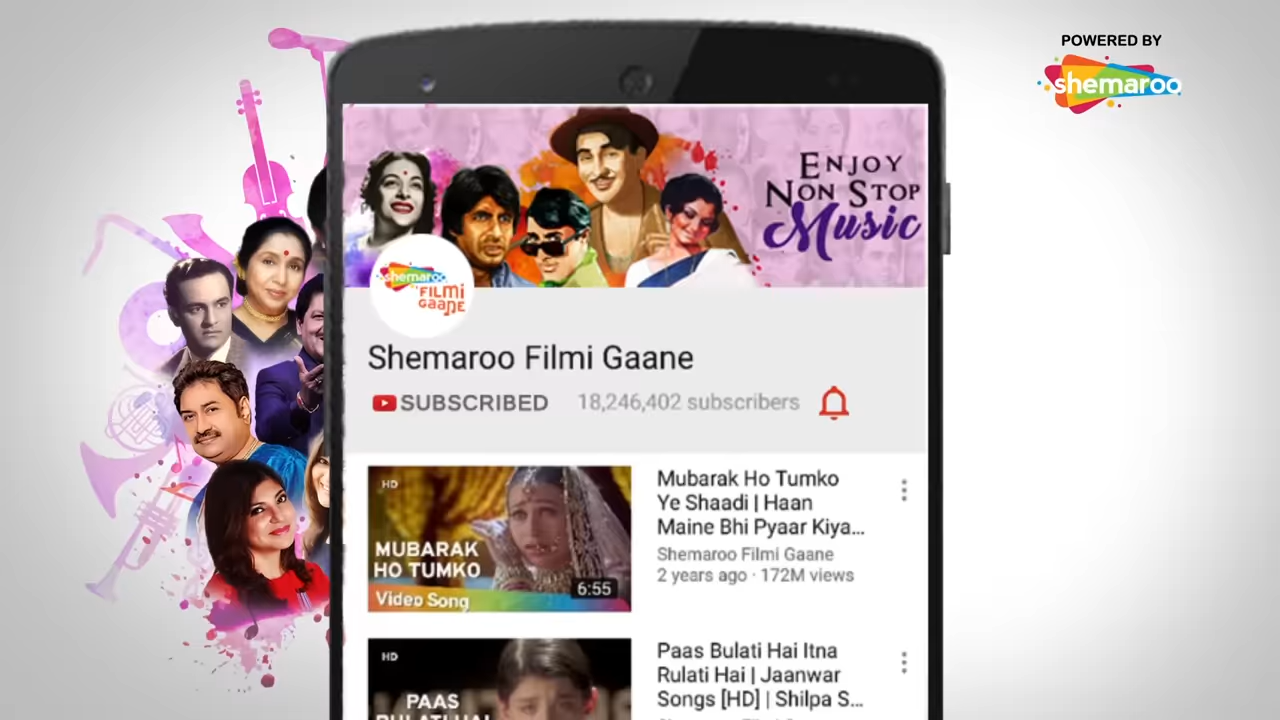 POWERED BY
shemaroo
ENJOY
NON STOP
Music
shemaroo
FILMI
GAANE
Shemaroo Filmi Gaane
SUBSCRIBED 18,246,402 subscribers
HD
MUBARAK
HO TUMKO
Video Song
6:55
Mubarak Ho Tumko
Ye Shaadi | Haan
Maine Bhi Pyaar Kiya...
Shemaroo Filmi Gaane
2 years ago · 172M views
HD
PAAS
BULATI HAI
Paas Bulati Hai Itna
Rulati Hai | Jaanwar
Songs [HD] | Shilpa S...